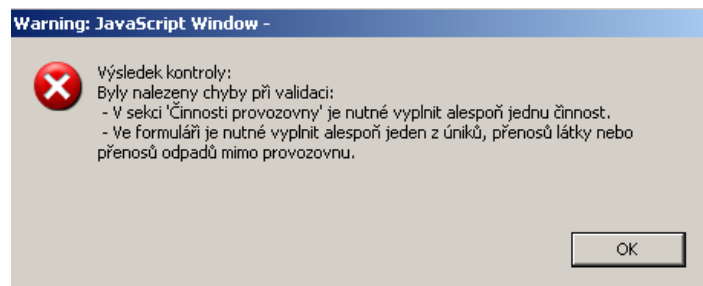 Warning: JavaScript Window -
Výsledek kontroly:
Byly nalezeny chyby při validaci:
- V sekci 'Činnosti provozovny' je nutné vyplnit alespoň jednu činnost.
- Ve formuláři je nutné vyplnit alespoň jeden z úniků, přenosů látky nebo
přenosů odpadů mimo provozovnu.
OK